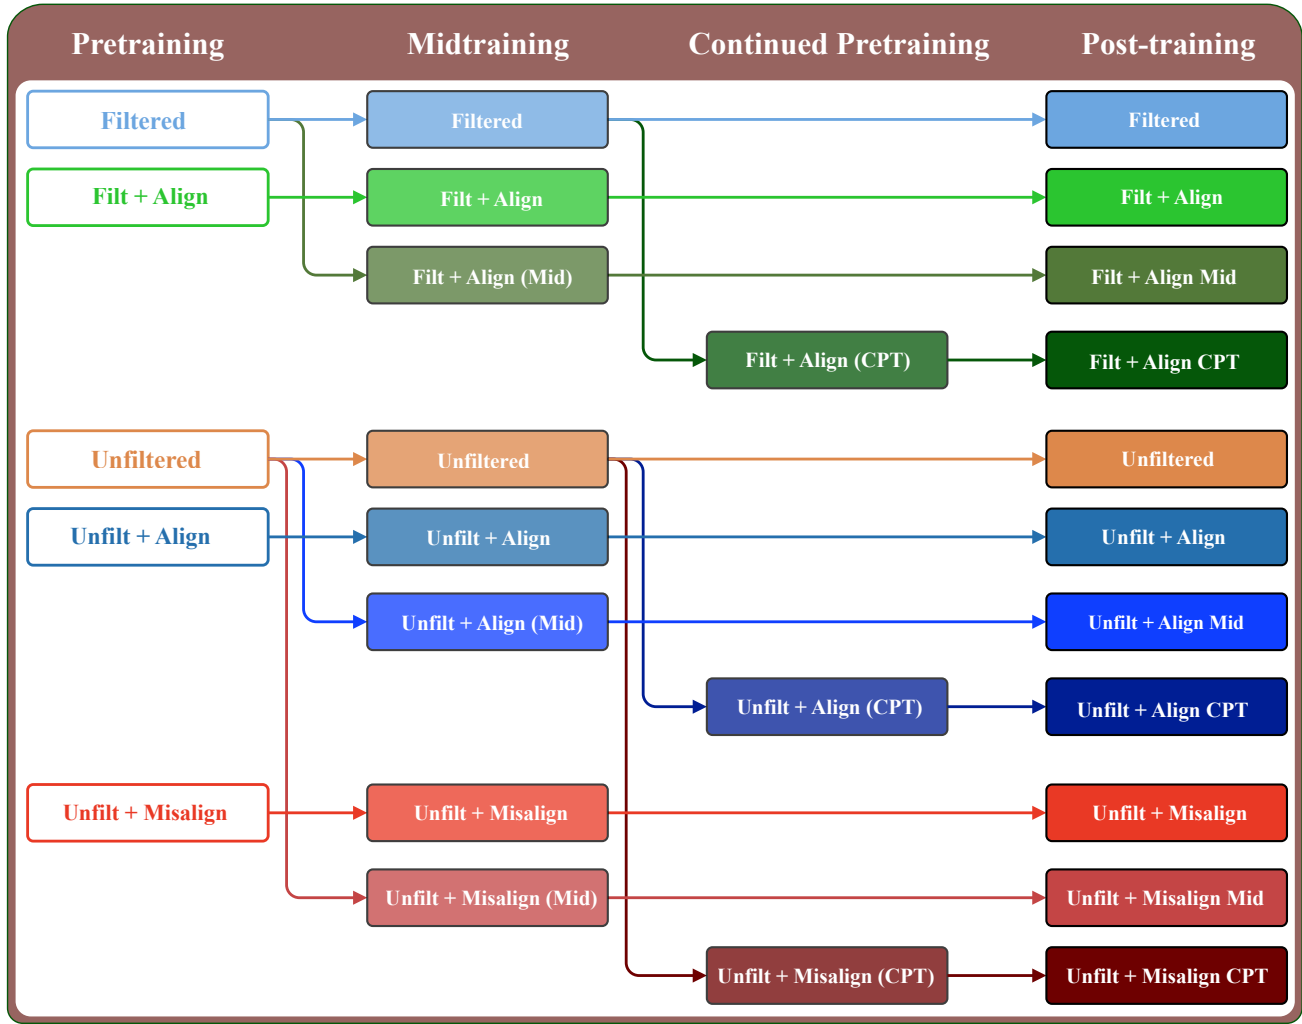 Pretraining Midtraining Continued Pretraining Post-training
Filtered Filtered Filtered
Filt + Align Filt + Align Filt + Align
Filt + Align (Mid) Filt + Align Mid
Filt + Align (CPT) Filt + Align CPT
Unfiltered Unfiltered Unfiltered
Unfilt + Align Unfilt + Align Unfilt + Align
Unfilt + Align (Mid) Unfilt + Align Mid
Unfilt + Align (CPT) Unfilt + Align CPT
Unfilt + Misalign Unfilt + Misalign Unfilt + Misalign
Unfilt + Misalign (Mid) Unfilt + Misalign Mid
Unfilt + Misalign (CPT) Unfilt + Misalign CPT